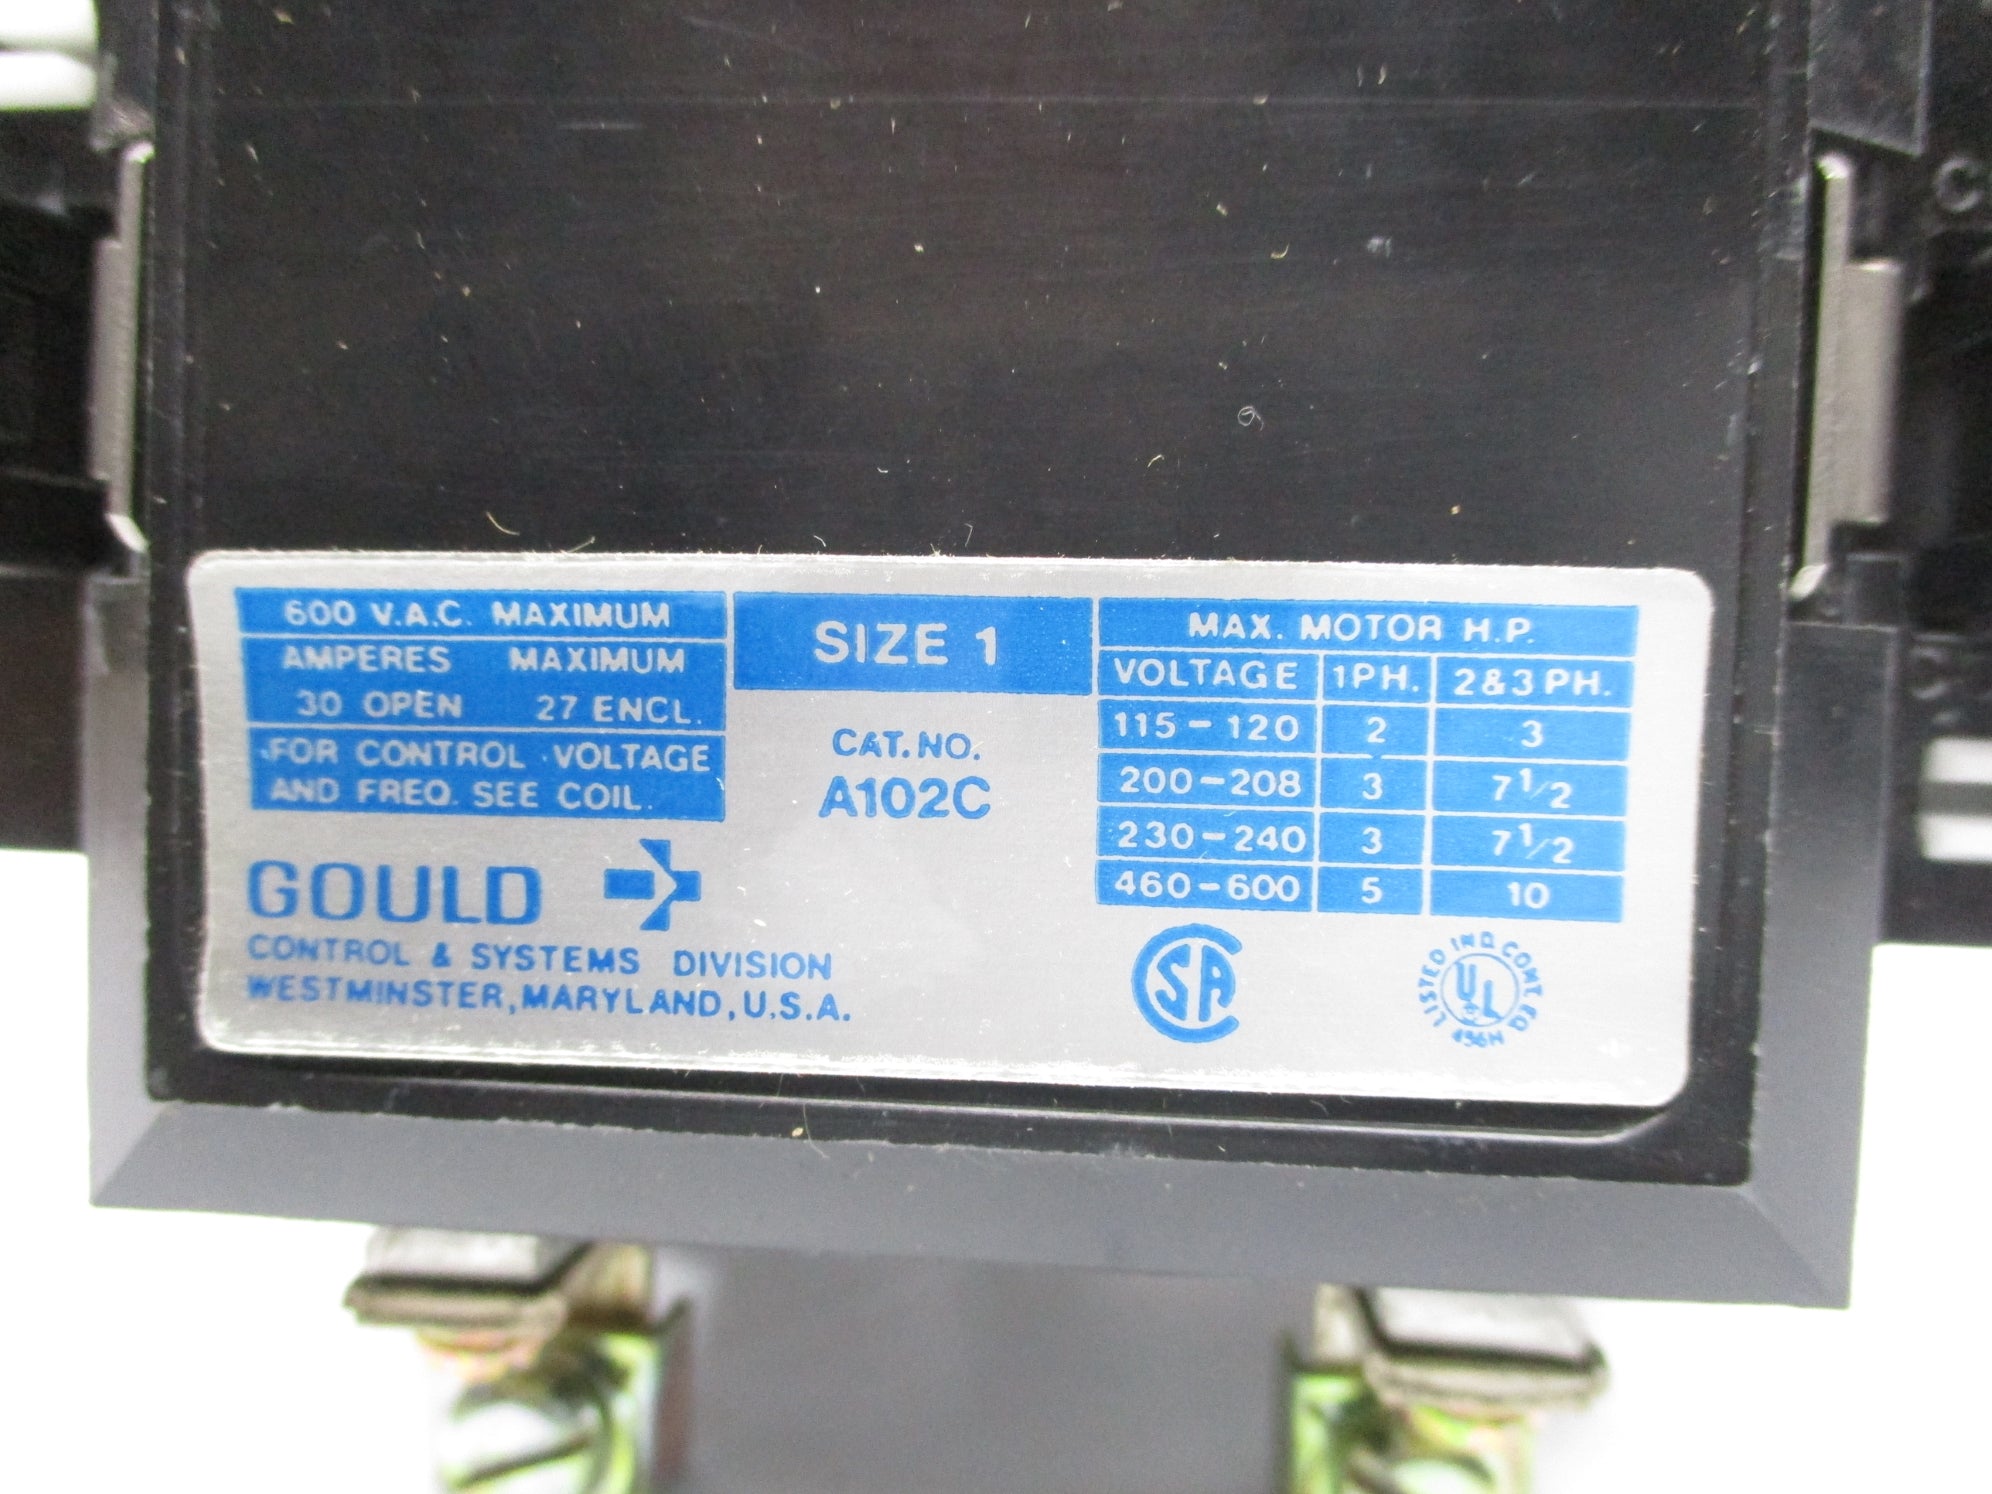 600 V.A.C. MAXIMUM
AMPERES MAXIMUM
30 OPEN 27 ENCL.
FOR CONTROL VOLTAGE
AND FREQ. SEE COIL.
GOULD
CONTROL & SYSTEMS DIVISION
WESTMINSTER, MARYLAND, U.S.A.
SIZE 1
CAT. NO.
A102C
MAX. MOTOR H.P.
VOLTAGE 1PH. 2&3 PH.
115-120 2 3
200-208 3 7 1/2
230-240 3 7 1/2
460-600 5 10
SA
LISTED IND. CONT. EQ.
UL
496H
C